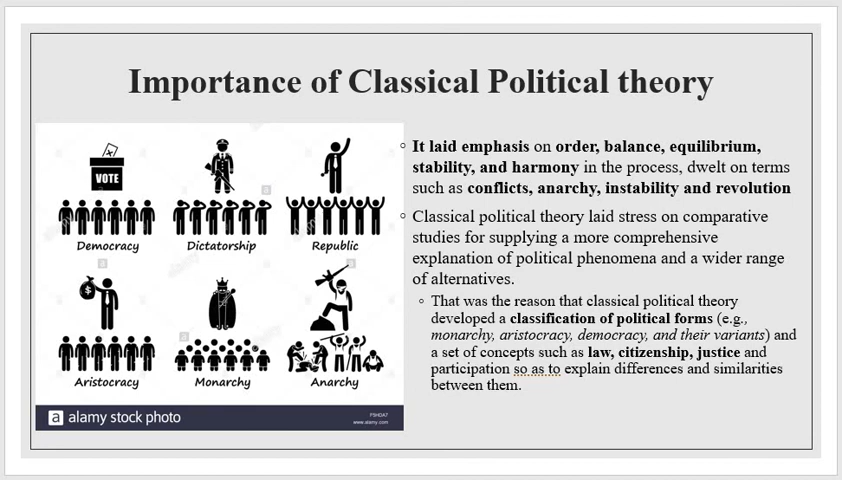 Importance of Classical Political theory
VOTE
Democracy
Dictatorship
Republic
$
Aristocracy
Monarchy
Anarchy
a alamy stock photo
F5HGA7
www.alamy.com
It laid emphasis on order, balance, equilibrium,
stability, and harmony in the process, dwelt on terms
such as conflicts, anarchy, instability and revolution
Classical political theory laid stress on comparative
studies for supplying a more comprehensive
explanation of political phenomena and a wider range
of alternatives.
That was the reason that classical political theory
developed a classification of political forms (e.g.,
monarchy, aristocracy, democracy, and their variants) and
a set of concepts such as law, citizenship, justice and
participation so as to explain differences and similarities
between them.